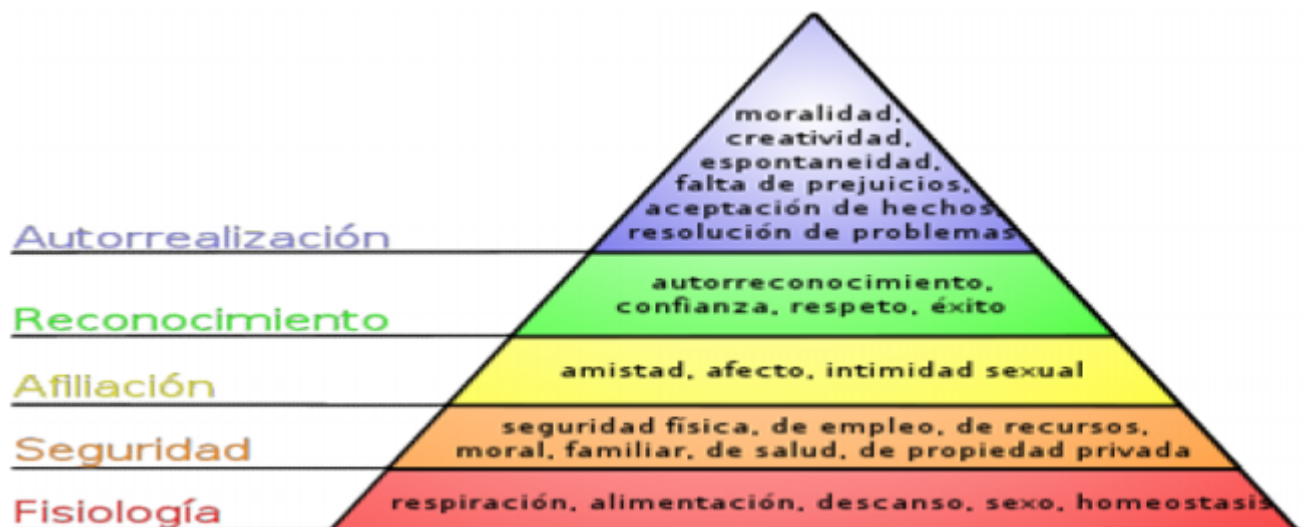 moralidad,
creatividad,
espontaneidad,
falta de prejuicios,
aceptación de hechos,
resolución de problemas
Autorrealización
autorreconocimiento,
confianza, respeto, éxito
Reconocimiento
amistad, afecto, intimidad sexual
Afiliación
seguridad física, de empleo, de recursos,
moral, familiar, de salud, de propiedad privada
Seguridad
respiración, alimentación, descanso, sexo, homeostasis
Fisiología